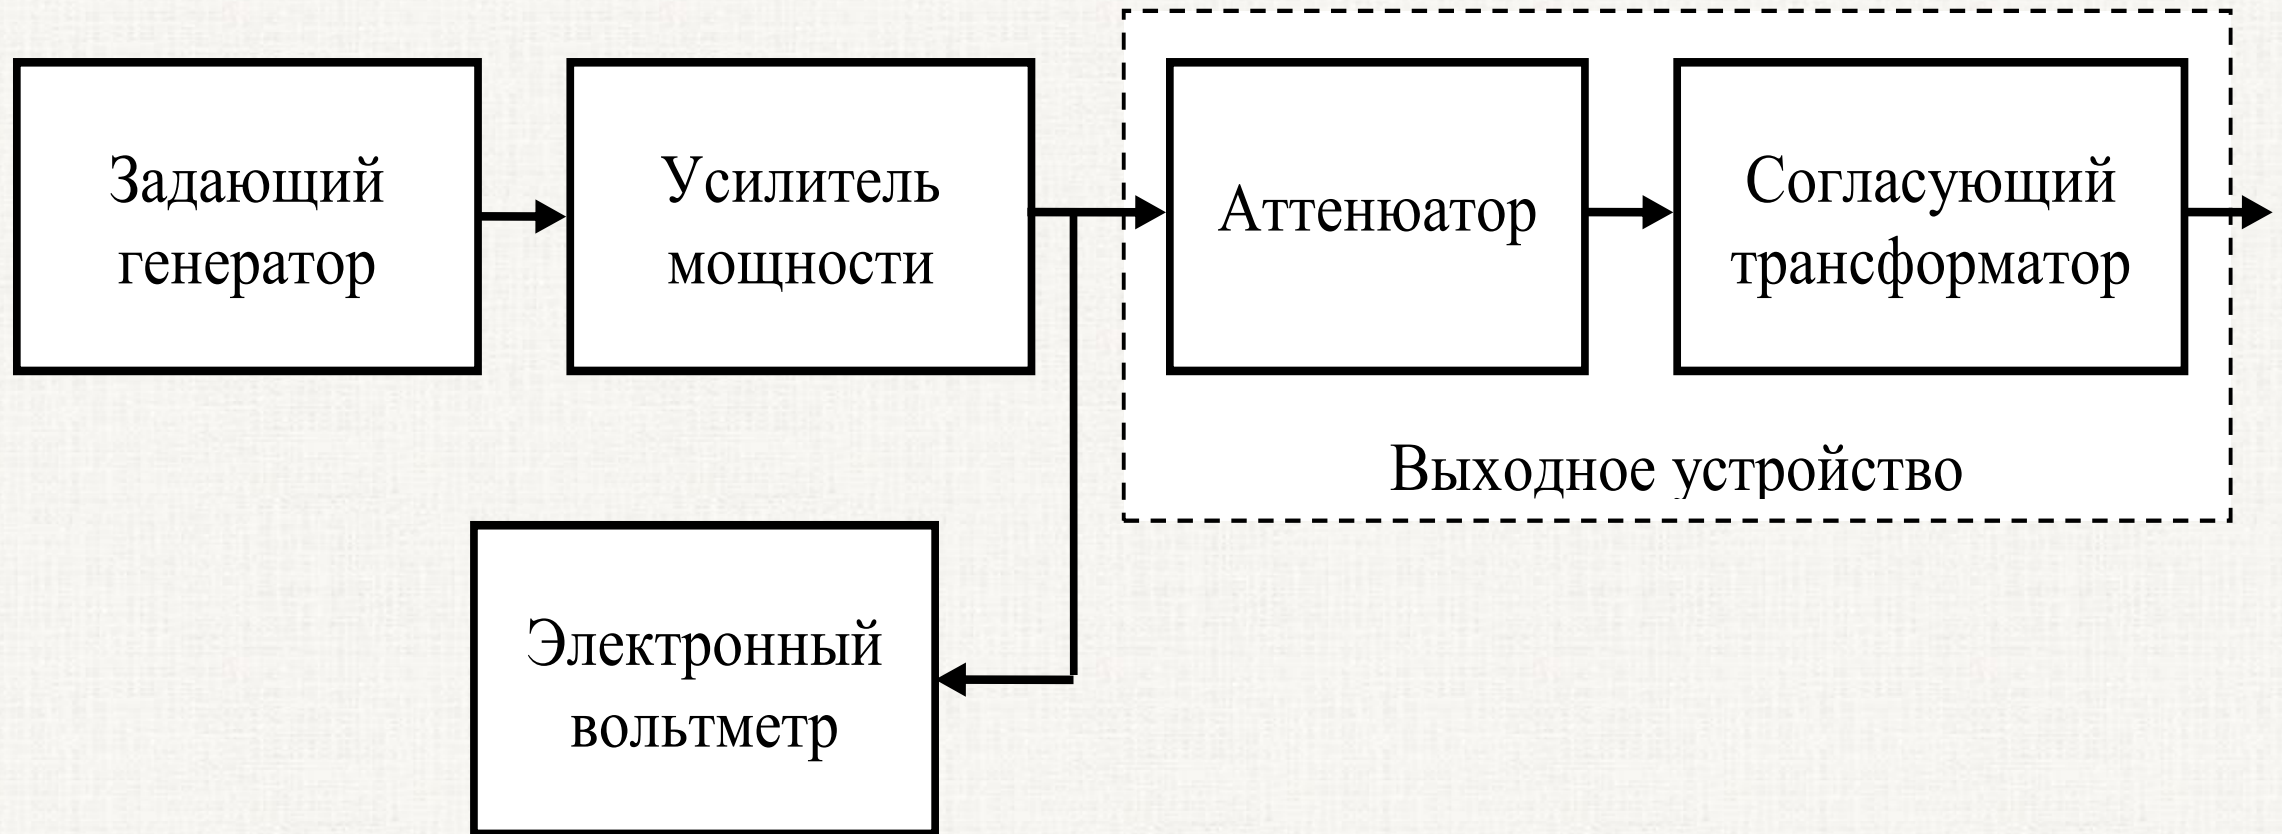 Задающий
генератор
Усилитель
мощности
Аттенюатор
Согласующий
трансформатор
Выходное устройство
Электронный
вольтметр